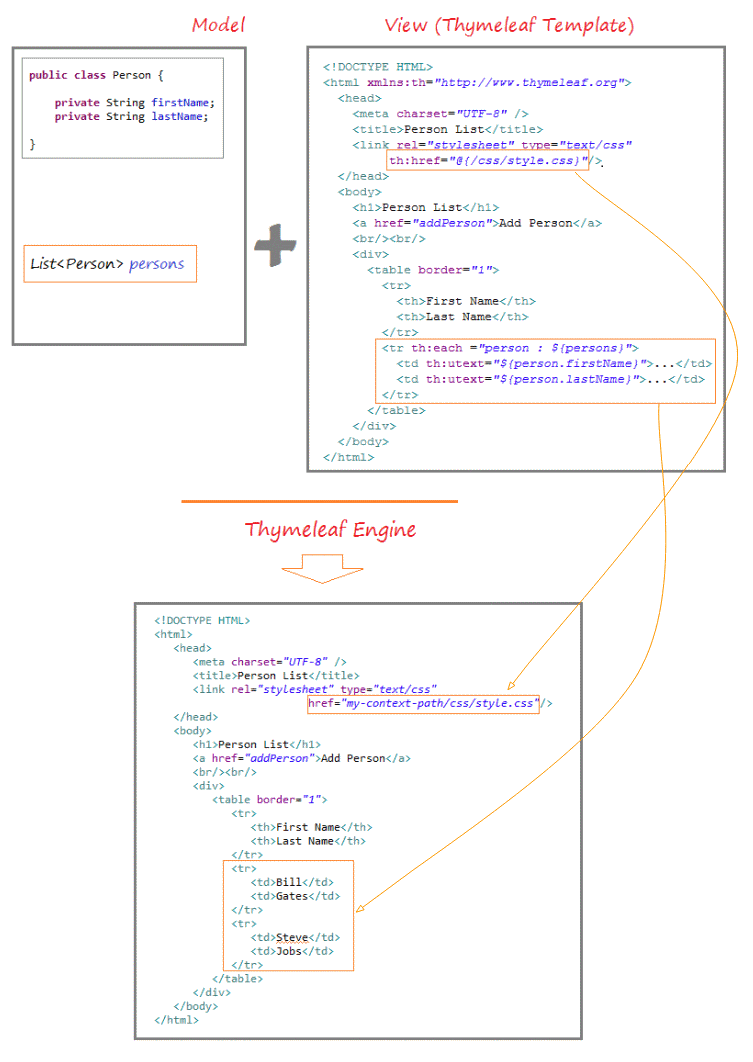 Model
public class Person {
private String firstName;
private String lastName;
}
List<Person> persons
View (Thymeleaf Template)
<!DOCTYPE HTML>
<html xmlns:th="http://www.thymeleaf.org">
<head>
<meta charset="UTF-8" />
<title>Person List</title>
<link rel="stylesheet" type="text/css"
th:href="@{/css/style.css}"/>
</head>
<body>
<h1>Person List</h1>
<a href="addPerson">Add Person</a>
<br/><br/>
<div>
<table border="1">
<tr>
<th>First Name</th>
<th>Last Name</th>
</tr>
<tr th:each ="person : ${persons}">
<td th:utext="${person.firstName}">...</td>
<td th:utext="${person.lastName}">...</td>
</tr>
</table>
</div>
</body>
</html>
Thymeleaf Engine
<!DOCTYPE HTML>
<html>
<head>
<meta charset="UTF-8" />
<title>Person List</title>
<link rel="stylesheet" type="text/css"
href="my-context-path/css/style.css"/>
</head>
<body>
<h1>Person List</h1>
<a href="addPerson">Add Person</a>
<br/><br/>
<div>
<table border="1">
<tr>
<th>First Name</th>
<th>Last Name</th>
</tr>
<tr>
<td>Bill</td>
<td>Gates</td>
</tr>
<tr>
<td>Steve</td>
<td>Jobs</td>
</tr>
</table>
</div>
</body>
</html>